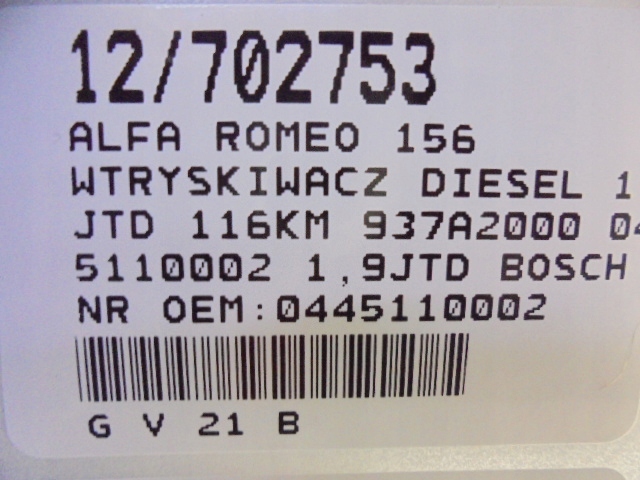 12/702753
ALFA ROMEO 156
WTRYSKIWACZ DIESEL 1
JTD 116KM 937A2000 04
5110002 1,9JTD BOSCH
NR OEM:0445110002
G V 21 B